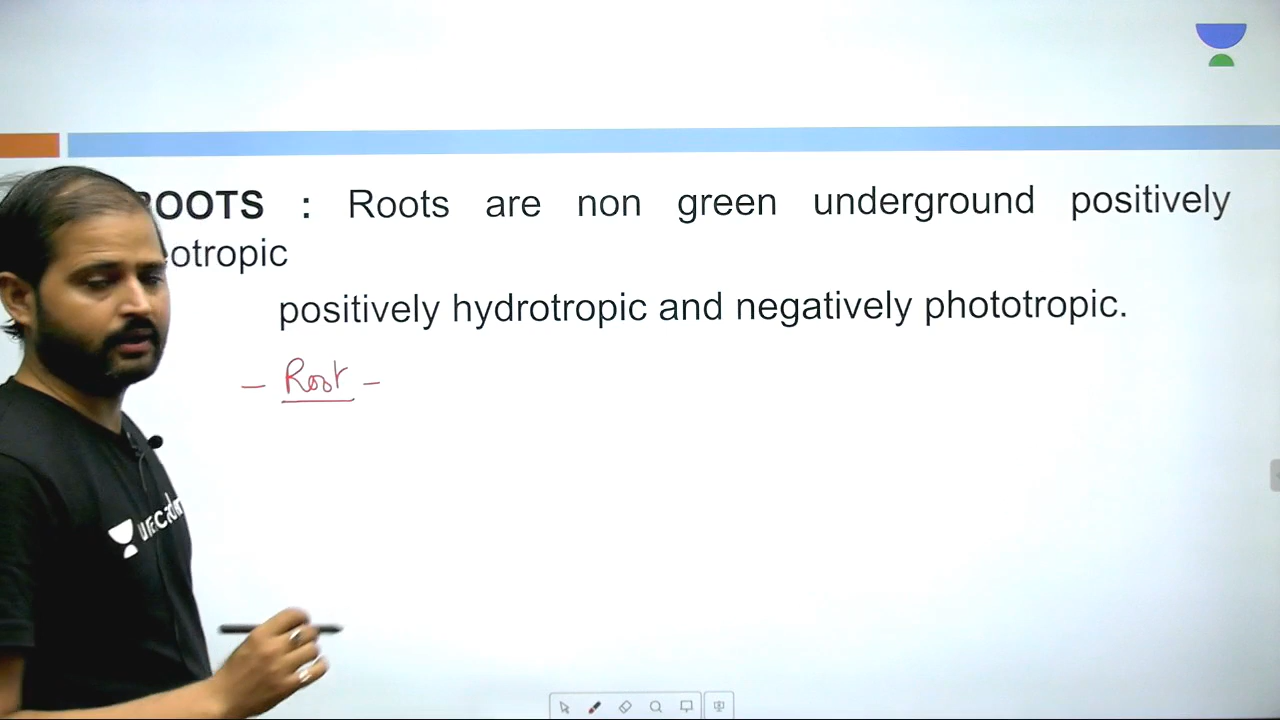 ROOTS : Roots are non green underground positively
otropic
positively hydrotropic and negatively phototropic.
- Root -